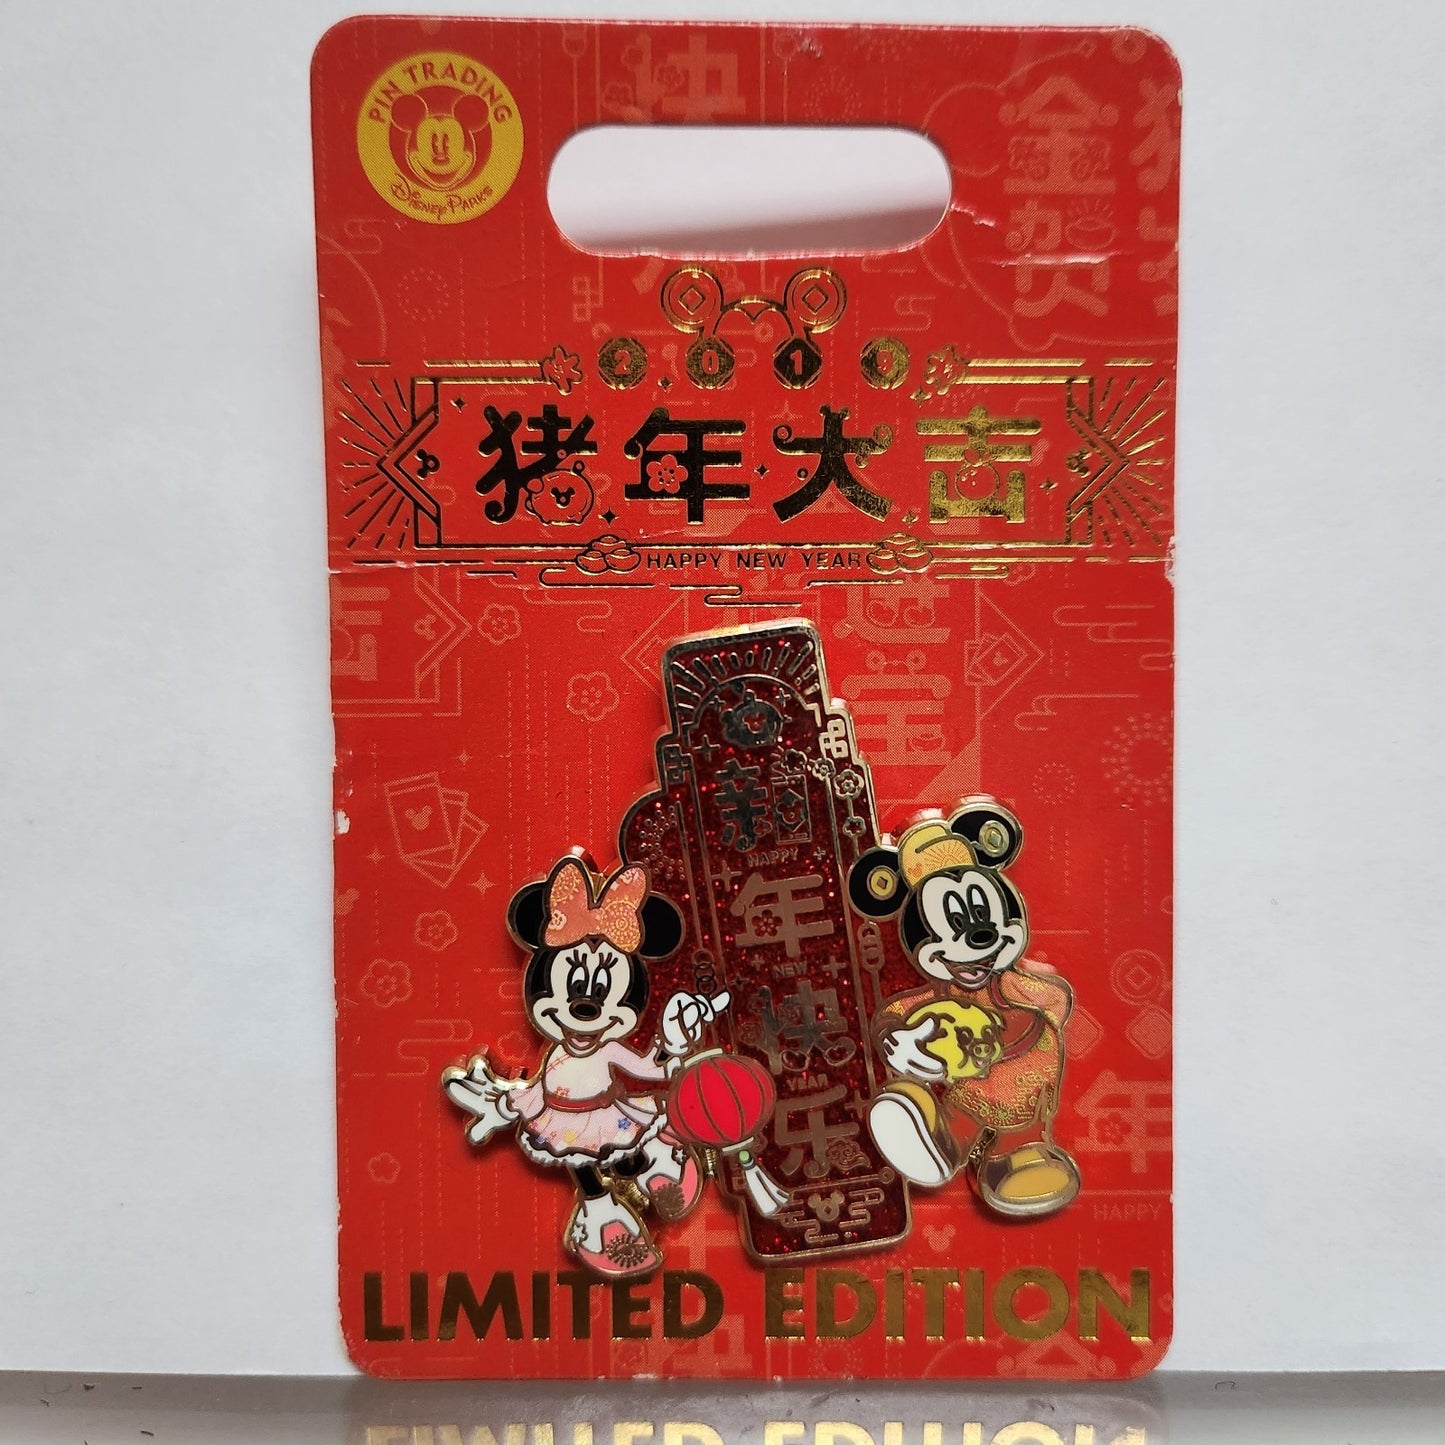 PIN TRADING
DISNEY PARKS
2019
猪年大吉
HAPPY NEW YEAR
新
HAPPY
年
NEW
快
YEAR
乐
HAPPY
LIMITED EDITION